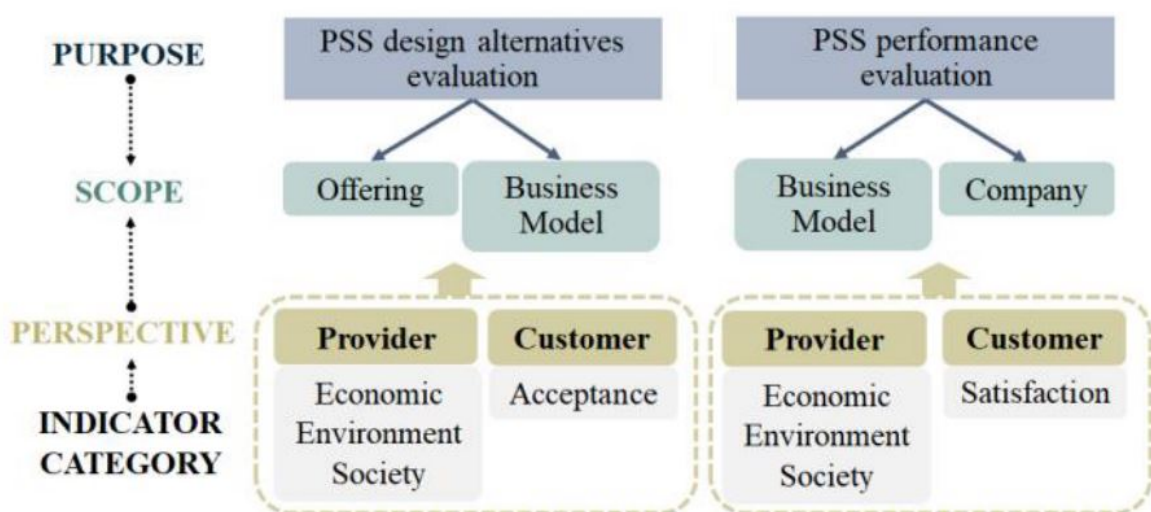 PURPOSE
PSS design alternatives
evaluation
PSS performance
evaluation
SCOPE
Offering
Business
Model
Business
Model
Company
PERSPECTIVE
Provider
Customer
Provider
Customer
INDICATOR
CATEGORY
Economic
Environment
Society
Acceptance
Economic
Environment
Society
Satisfaction